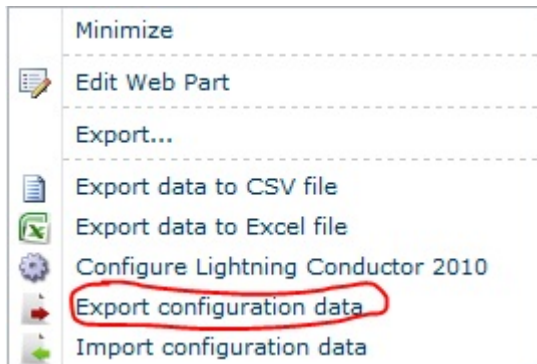 Minimize
Edit Web Part
Export...
Export data to CSV file
Export data to Excel file
Configure Lightning Conductor 2010
Export configuration data
Import configuration data